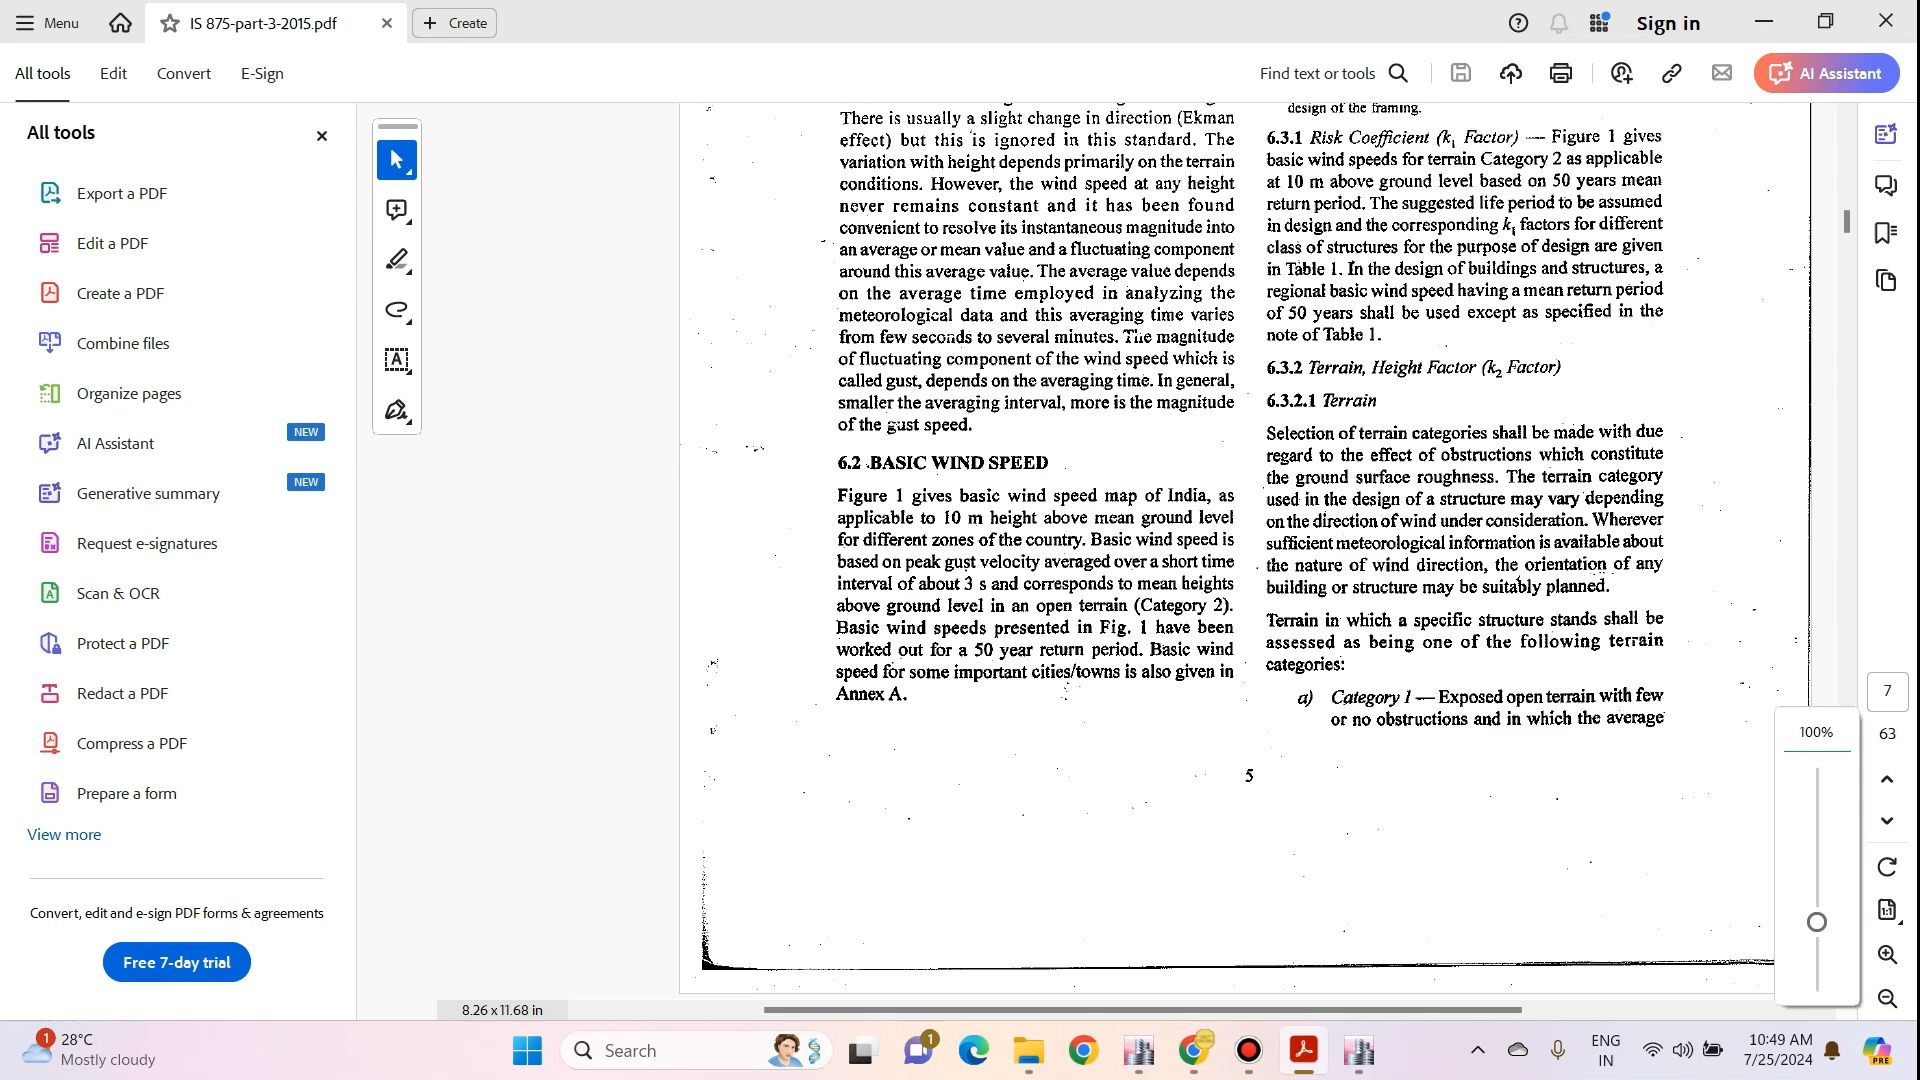 Menu
IS 875-part-3-2015.pdf
Create
Sign in
All tools
Edit
Convert
E-Sign
Find text or tools
AI Assistant
All tools
Export a PDF
Edit a PDF
Create a PDF
Combine files
Organize pages
AI Assistant
NEW
Generative summary
NEW
Request e-signatures
Scan & OCR
Protect a PDF
Redact a PDF
Compress a PDF
Prepare a form
View more
Convert, edit and e-sign PDF forms & agreements
Free 7-day trial
There is usually a slight change in direction (Ekman
effect) but this is ignored in this standard. The
variation with height depends primarily on the terrain
conditions. However, the wind speed at any height
never remains constant and it has been found
convenient to resolve its instantaneous magnitude into
an average or mean value and a fluctuating component
around this average value. The average value depends
on the average time employed in analyzing the
meteorological data and this averaging time varies
from few seconds to several minutes. The magnitude
of fluctuating component of the wind speed which is
called gust, depends on the averaging time. In general,
smaller the averaging interval, more is the magnitude
of the gust speed.
6.2 BASIC WIND SPEED
Figure 1 gives basic wind speed map of India, as
applicable to 10 m height above mean ground level
for different zones of the country. Basic wind speed is
based on peak gust velocity averaged over a short time
interval of about 3 s and corresponds to mean heights
above ground level in an open terrain (Category 2).
Basic wind speeds presented in Fig. 1 have been
worked out for a 50 year return period. Basic wind
speed for some important cities/towns is also given in
Annex A.
design of the framing.
6.3.1 Risk Coefficient (k1 Factor) — Figure 1 gives
basic wind speeds for terrain Category 2 as applicable
at 10 m above ground level based on 50 years mean
return period. The suggested life period to be assumed
in design and the corresponding k1 factors for different
class of structures for the purpose of design are given
in Table 1. In the design of buildings and structures, a
regional basic wind speed having a mean return period
of 50 years shall be used except as specified in the
note of Table 1.
6.3.2 Terrain, Height Factor (k2 Factor)
6.3.2.1 Terrain
Selection of terrain categories shall be made with due
regard to the effect of obstructions which constitute
the ground surface roughness. The terrain category
used in the design of a structure may vary depending
on the direction of wind under consideration. Wherever
sufficient meteorological information is available about
the nature of wind direction, the orientation of any
building or structure may be suitably planned.
Terrain in which a specific structure stands shall be
assessed as being one of the following terrain
categories:
a) Category 1 — Exposed open terrain with few
or no obstructions and in which the average
5
7
63
100%
1:1
8.26 x 11.68 in
1
28°C
Mostly cloudy
Search
1
ENG
IN
10:49 AM
7/25/2024
PRE